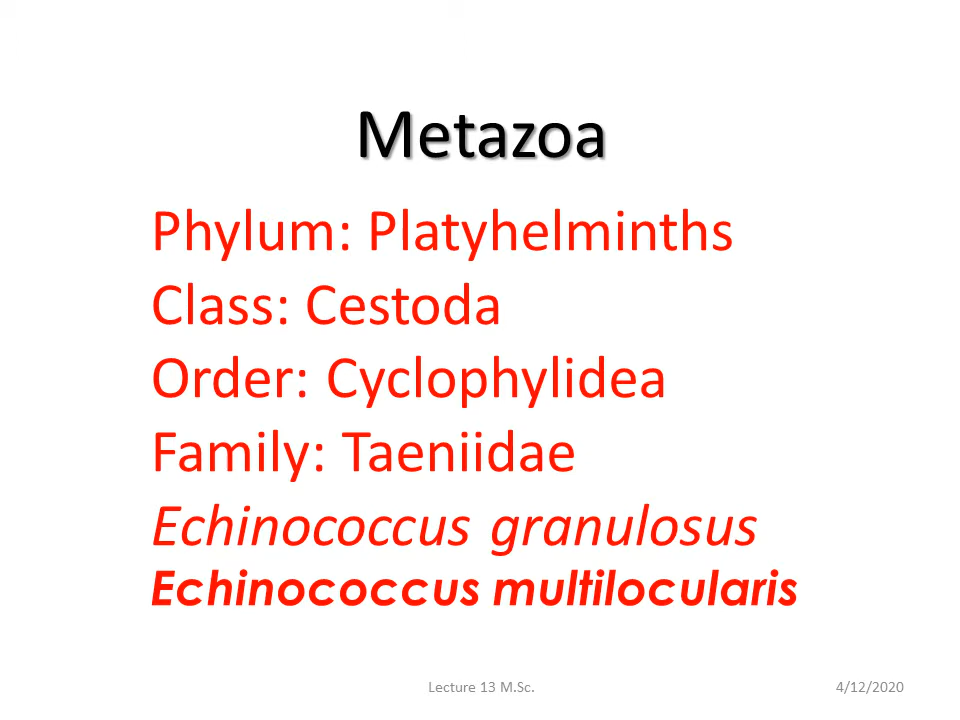 Metazoa
Phylum: Platyhelminths
Class: Cestoda
Order: Cyclophylidea
Family: Taeniidae
Echinococcus granulosus
Echinococcus multilocularis
Lecture 13 M.Sc.
4/12/2020